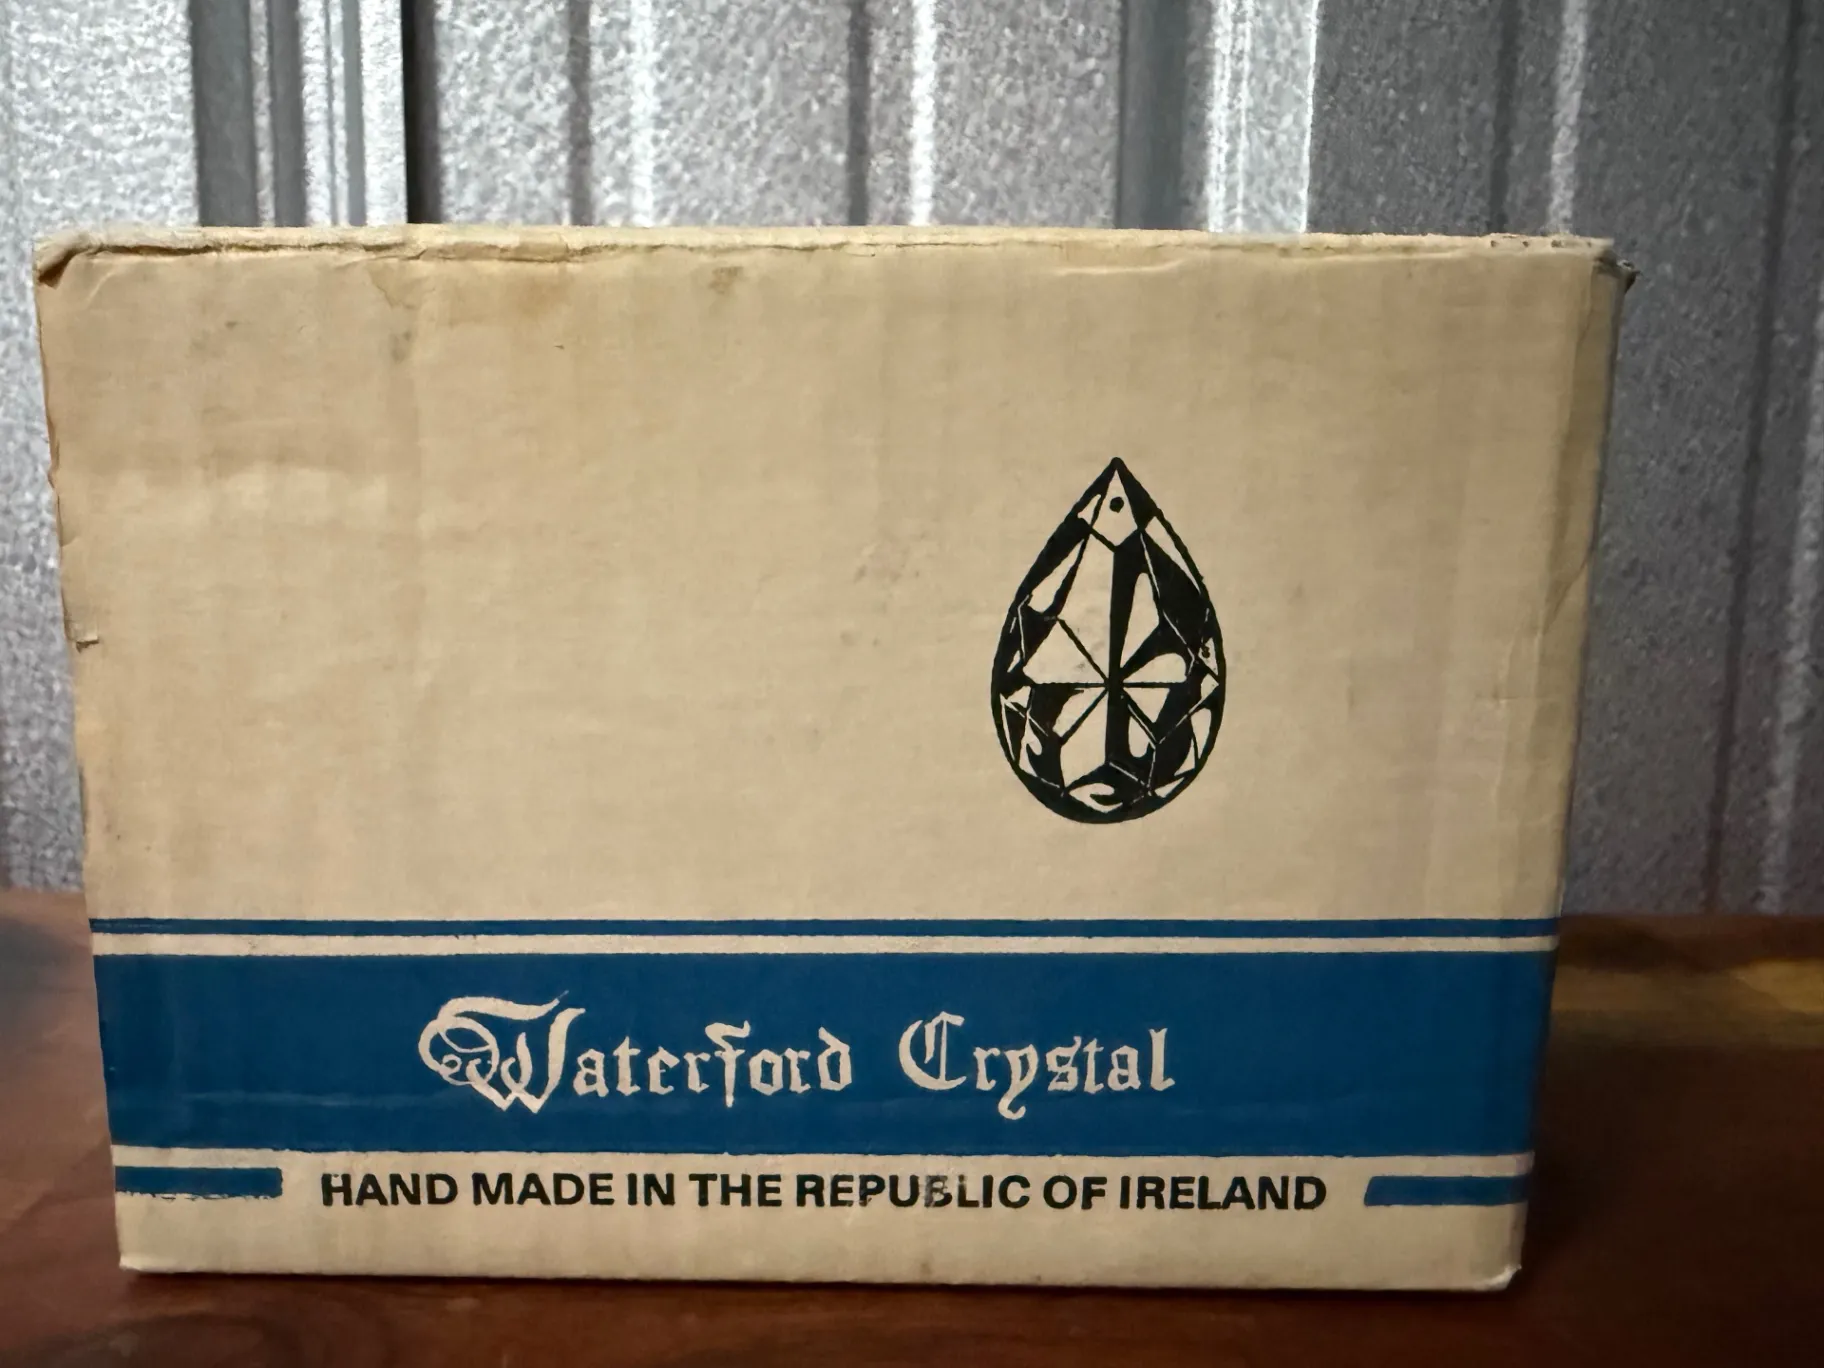 Waterford Crystal
HAND MADE IN THE REPUBLIC OF IRELAND